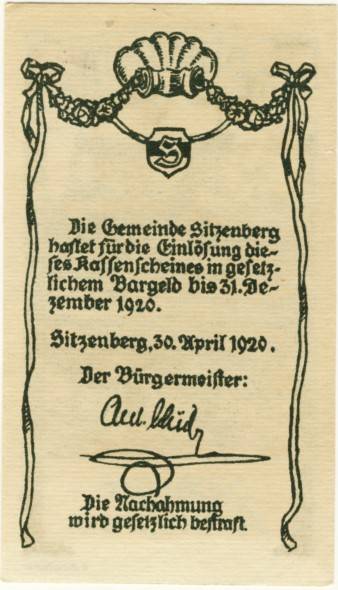 S
Die Gemeinde Sitzenberg
haftet für die Einlösung die-
ses Kassenscheines in gesetz-
lichem Bargeld bis 31. De-
zember 1920.
Sitzenberg, 30. April 1920.
Der Bürgermeister:
Die Nachahmung
wird gesetzlich bestraft.